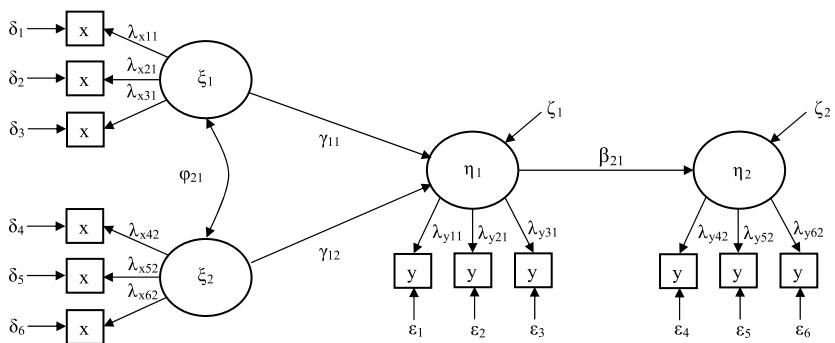 δ₁ x λₓ₁₁
δ₂ x λₓ₂₁ ξ₁
δ₃ x λₓ₃₁
ζ₁ ζ₂
γ₁₁
φ₂₁ η₁ β₂₁ η₂
γ₁₂
δ₄ x λₓ₄₂
δ₅ x λₓ₅₂ ξ₂
δ₆ x λₓ₆₂
λy₁₁ λy₂₁ λy₃₁ λy₄₂ λy₅₂ λy₆₂
y y y y y y
ε₁ ε₂ ε₃ ε₄ ε₅ ε₆